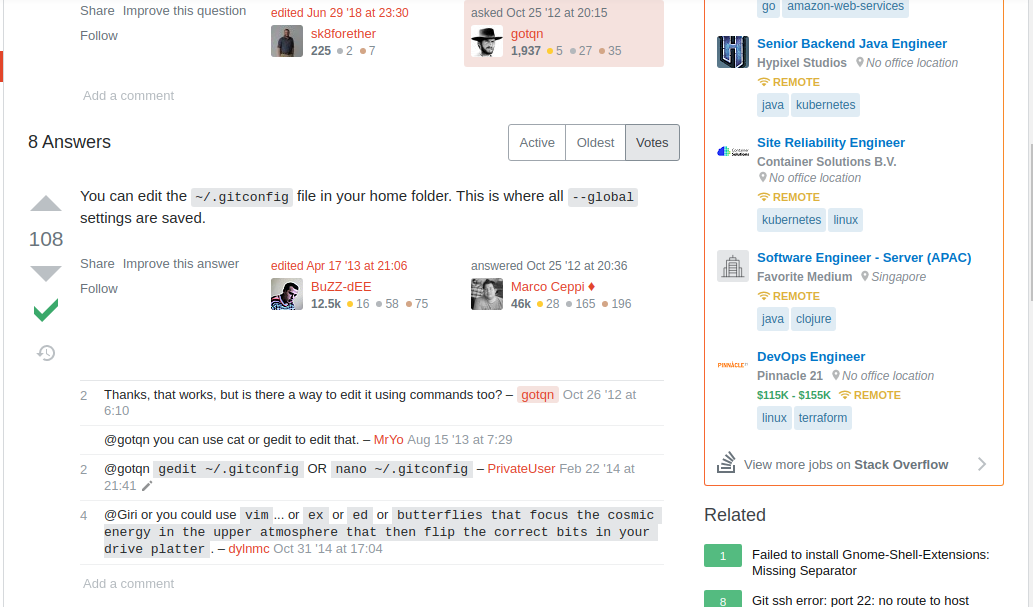 Share Improve this question
Follow
edited Jun 29 '18 at 23:30
sk8forether
225 2 7
asked Oct 25 '12 at 20:15
gotqn
1,937 5 27 35
Add a comment
8 Answers
Active Oldest Votes
108
You can edit the ~/.gitconfig file in your home folder. This is where all --global
settings are saved.
Share Improve this answer
Follow
edited Apr 17 '13 at 21:06
BuZZ-dEE
12.5k 16 58 75
answered Oct 25 '12 at 20:36
Marco Ceppi ♦
46k 28 165 196
2 Thanks, that works, but is there a way to edit it using commands too? – gotqn Oct 26 '12 at
6:10
@gotqn you can use cat or gedit to edit that. – MrYo Aug 15 '13 at 7:29
2 @gotqn gedit ~/.gitconfig OR nano ~/.gitconfig – PrivateUser Feb 22 '14 at
21:41
4 @Giri or you could use vim ... or ex or ed or butterflies that focus the cosmic
energy in the upper atmosphere that then flip the correct bits in your
drive platter . – dylnmc Oct 31 '14 at 17:04
Add a comment
go amazon-web-services
Senior Backend Java Engineer
Hypixel Studios No office location
REMOTE
java kubernetes
Site Reliability Engineer
Container Solutions B.V.
No office location
REMOTE
kubernetes linux
Container
Solutions
Software Engineer - Server (APAC)
Favorite Medium Singapore
REMOTE
java clojure
DevOps Engineer
Pinnacle 21 No office location
$115K - $155K REMOTE
linux terraform
PINNACLE 21
View more jobs on Stack Overflow
Related
1 Failed to install Gnome-Shell-Extensions:
Missing Separator
8 Git ssh error: port 22: no route to host